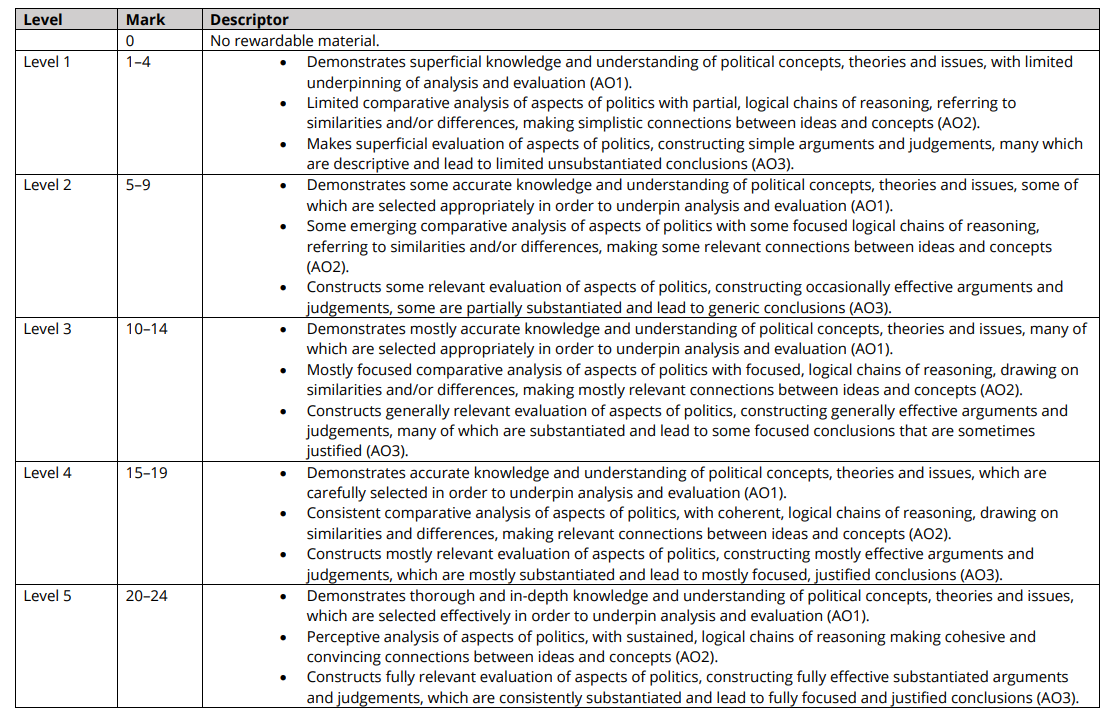 Level Mark Descriptor
0 No rewardable material.
Level 1 1–4 • Demonstrates superficial knowledge and understanding of political concepts, theories and issues, with limited
underpinning of analysis and evaluation (AO1).
• Limited comparative analysis of aspects of politics with partial, logical chains of reasoning, referring to
similarities and/or differences, making simplistic connections between ideas and concepts (AO2).
• Makes superficial evaluation of aspects of politics, constructing simple arguments and judgements, many which
are descriptive and lead to limited unsubstantiated conclusions (AO3).
Level 2 5–9 • Demonstrates some accurate knowledge and understanding of political concepts, theories and issues, some of
which are selected appropriately in order to underpin analysis and evaluation (AO1).
• Some emerging comparative analysis of aspects of politics with some focused logical chains of reasoning,
referring to similarities and/or differences, making some relevant connections between ideas and concepts
(AO2).
• Constructs some relevant evaluation of aspects of politics, constructing occasionally effective arguments and
judgements, some are partially substantiated and lead to generic conclusions (AO3).
Level 3 10–14 • Demonstrates mostly accurate knowledge and understanding of political concepts, theories and issues, many of
which are selected appropriately in order to underpin analysis and evaluation (AO1).
• Mostly focused comparative analysis of aspects of politics with focused, logical chains of reasoning, drawing on
similarities and/or differences, making mostly relevant connections between ideas and concepts (AO2).
• Constructs generally relevant evaluation of aspects of politics, constructing generally effective arguments and
judgements, many of which are substantiated and lead to some focused conclusions that are sometimes
justified (AO3).
Level 4 15–19 • Demonstrates accurate knowledge and understanding of political concepts, theories and issues, which are
carefully selected in order to underpin analysis and evaluation (AO1).
• Consistent comparative analysis of aspects of politics, with coherent, logical chains of reasoning, drawing on
similarities and differences, making relevant connections between ideas and concepts (AO2).
• Constructs mostly relevant evaluation of aspects of politics, constructing mostly effective arguments and
judgements, which are mostly substantiated and lead to mostly focused, justified conclusions (AO3).
Level 5 20–24 • Demonstrates thorough and in-depth knowledge and understanding of political concepts, theories and issues,
which are selected effectively in order to underpin analysis and evaluation (AO1).
• Perceptive analysis of aspects of politics, with sustained, logical chains of reasoning making cohesive and
convincing connections between ideas and concepts (AO2).
• Constructs fully relevant evaluation of aspects of politics, constructing fully effective substantiated arguments
and judgements, which are consistently substantiated and lead to fully focused and justified conclusions (AO3).